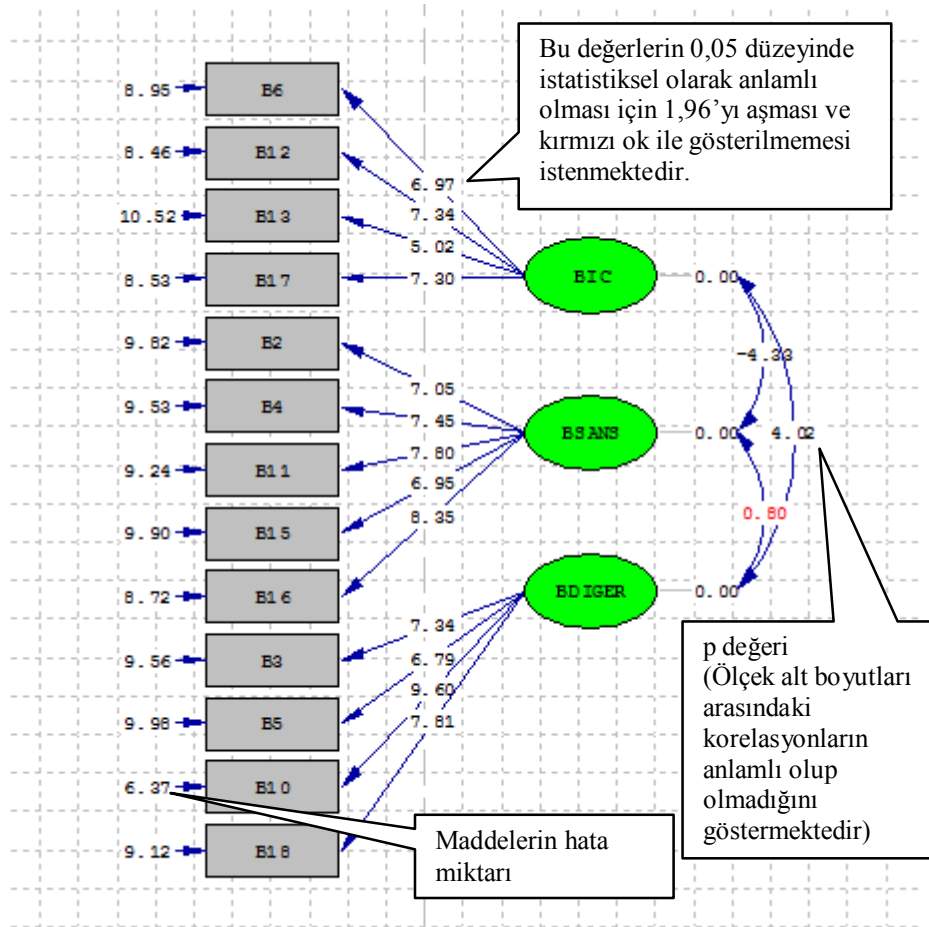 Bu değerlerin 0,05 düzeyinde
istatistiksel olarak anlamlı
olması için 1,96’yı aşması ve
kırmızı ok ile gösterilmemesi
istenmektedir.
8.95
B6
8.46
B12
10.52
B13
8.53
B17
9.82
B2
9.53
B4
9.24
B11
9.90
B15
8.72
B16
9.56
B3
9.98
B5
6.37
B10
9.12
B18
6.97
7.34
5.02
7.30
7.05
7.45
7.80
6.95
8.35
7.34
6.79
9.60
7.81
BIC
0.00
BSANS
0.00
BDIGER
0.00
-4.33
4.02
0.80
p değeri
(Ölçek alt boyutları
arasındaki
korelasyonların
anlamlı olup
olmadığını
göstermektedir)
Maddelerin hata
miktarı